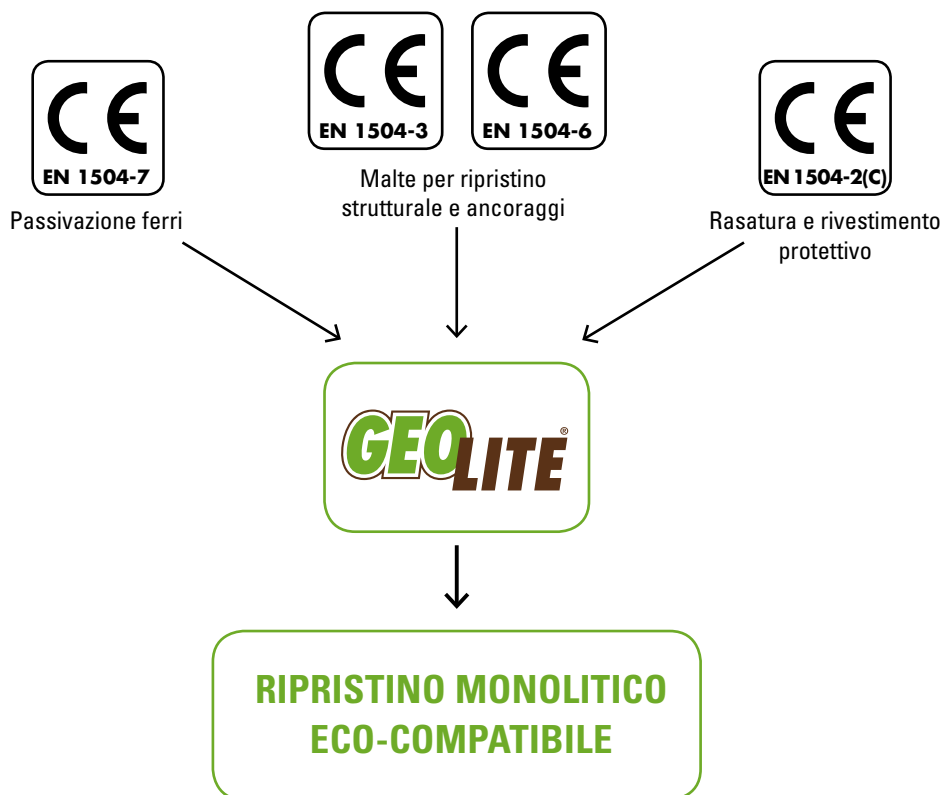 CE
EN 1504-7
Passivazione ferri
CE
EN 1504-3
CE
EN 1504-6
Malte per ripristino
strutturale e ancoraggi
CE
EN 1504-2(C)
Rasatura e rivestimento
protettivo
GEOLITE®
RIPRISTINO MONOLITICO
ECO-COMPATIBILE